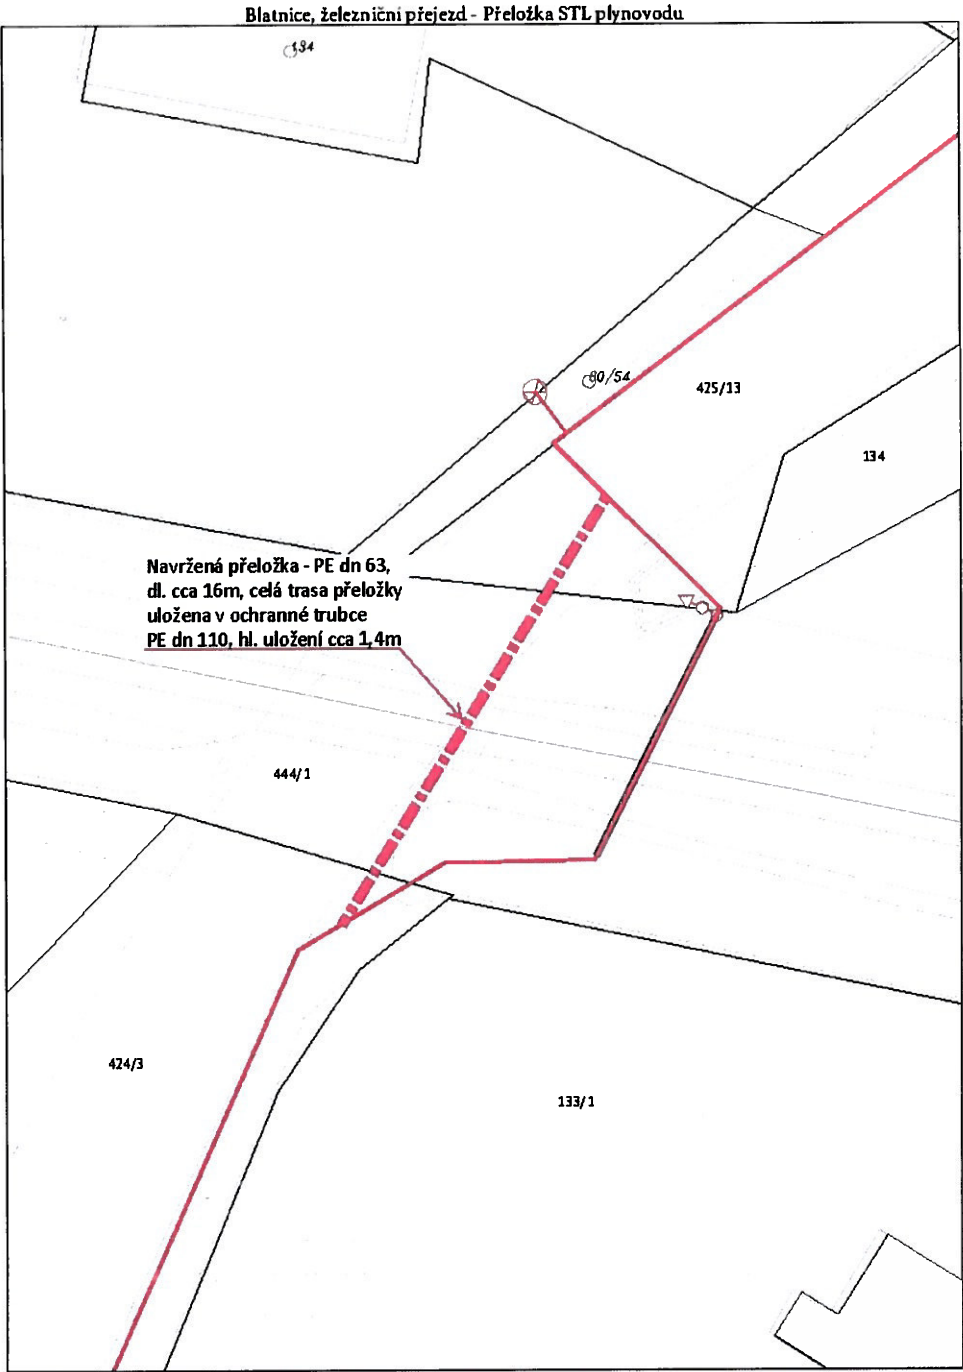 Blatnice, železniční přejezd - Přeložka STL plynovodu
134
80/54
425/13
134
Navržená přeložka - PE dn 63,
dl. cca 16m, celá trasa přeložky
uložena v ochranné trubce
PE dn 110, hl. uložení cca 1,4m
444/1
424/3
133/1